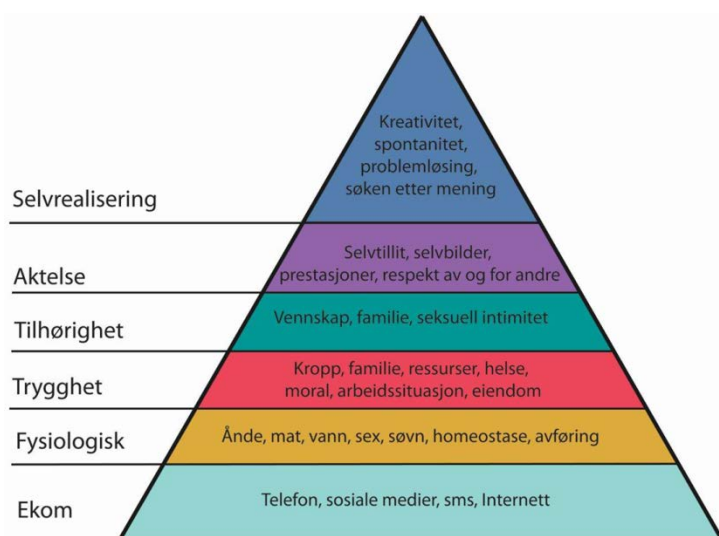 Kreativitet,
spontanitet,
problemløsing,
søken etter mening
Selvrealisering
Selvtillit, selvbilder,
prestasjoner, respekt av og for andre
Aktelse
Vennskap, familie, seksuell intimitet
Tilhørighet
Kropp, familie, ressurser, helse,
moral, arbeidssituasjon, eiendom
Trygghet
Ånde, mat, vann, sex, søvn, homeostase, avføring
Fysiologisk
Telefon, sosiale medier, sms, Internett
Ekom